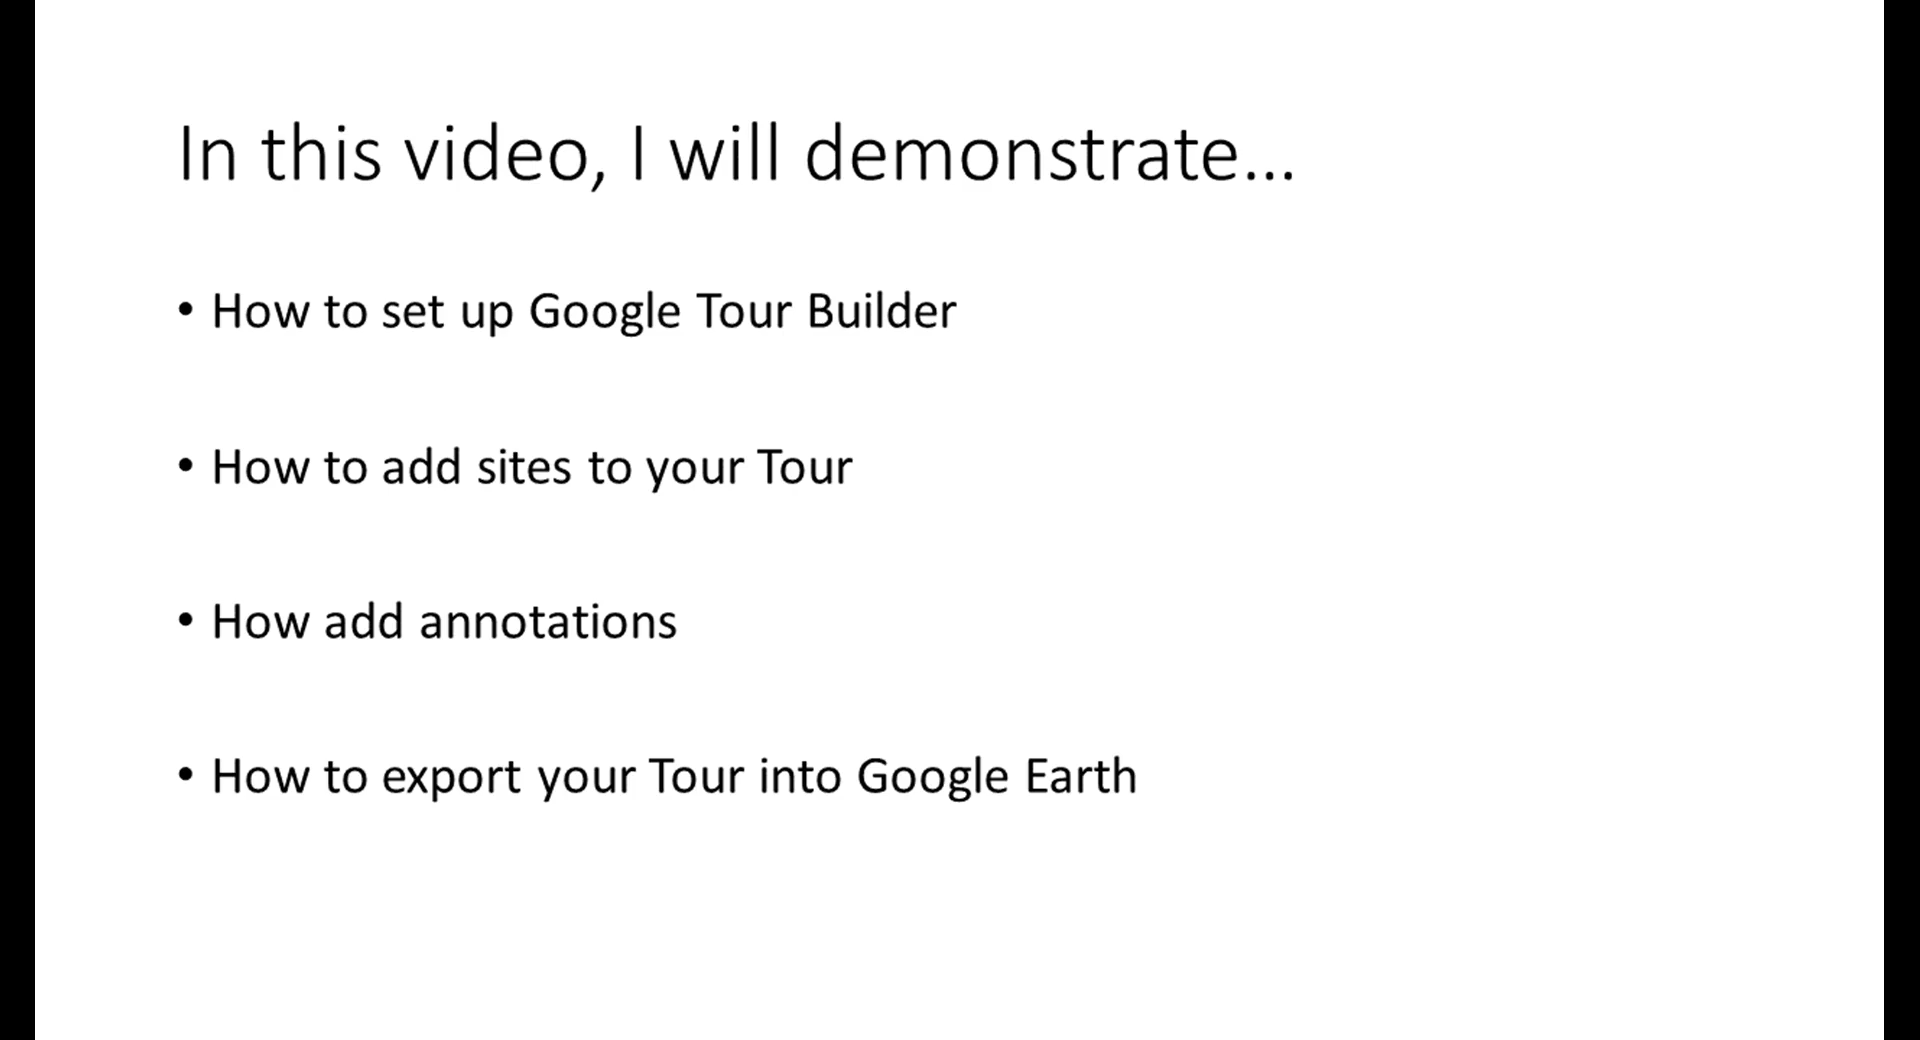 In this video, I will demonstrate...
• How to set up Google Tour Builder
• How to add sites to your Tour
• How add annotations
• How to export your Tour into Google Earth